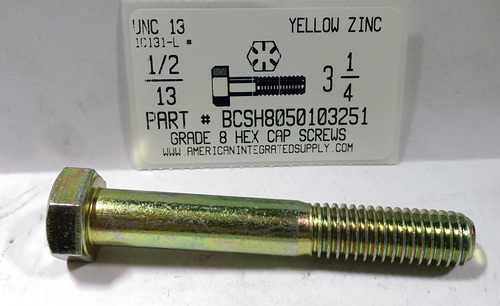 UNC 13 YELLOW ZINC
10131-L *
1/2
13
3 1/4
PART # BCSH8050103251
GRADE 8 HEX CAP SCREWS
WWW.AMERICANINTEGRATEDSUPPLY.COM